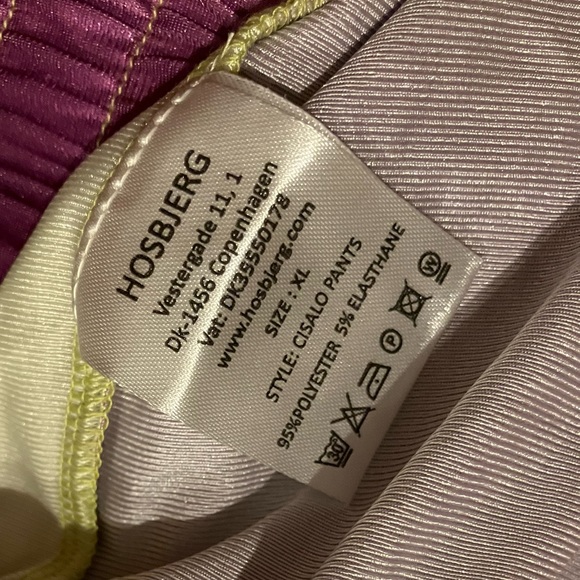 HOSBJERG
Vestergade 11, 1
Dk-1456 Copenhagen
Vat: DK35550178
www.hosbjerg.com
SIZE : XL
STYLE: CISALO PANTS
95%POLYESTER 5% ELASTHANE
30° P W